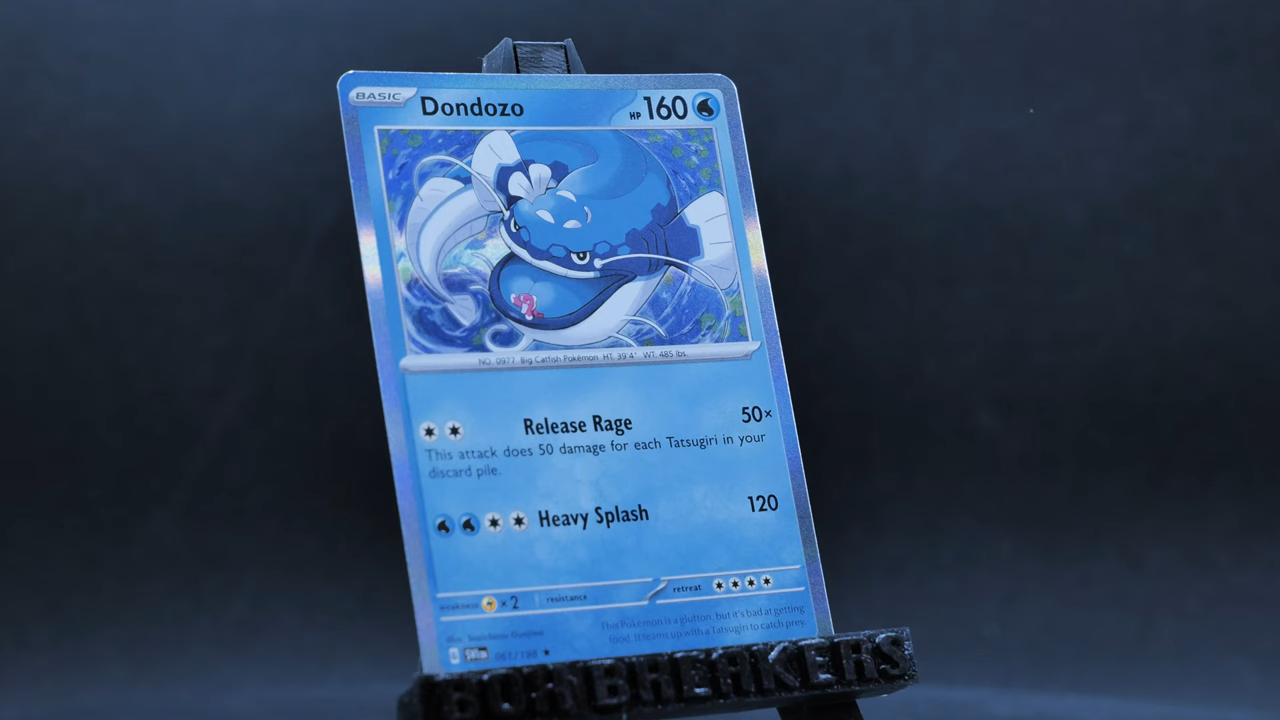 BASIC Dondozo HP 160
NO. 0977 Big Catfish Pokémon HT: 39'4" WT: 485 lbs.
Release Rage 50×
This attack does 50 damage for each Tatsugiri in your
discard pile.
Heavy Splash 120
weakness ×2 resistance retreat
This Pokémon is a glutton, but it's bad at getting
food. It teams up with a Tatsugiri to catch prey.
061/198
BOXBREAKERS